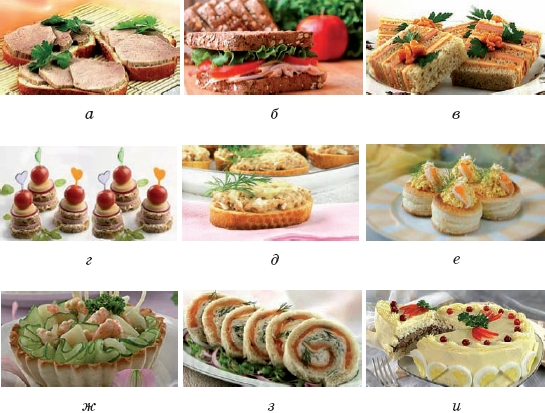 а б в
г д е
ж з и